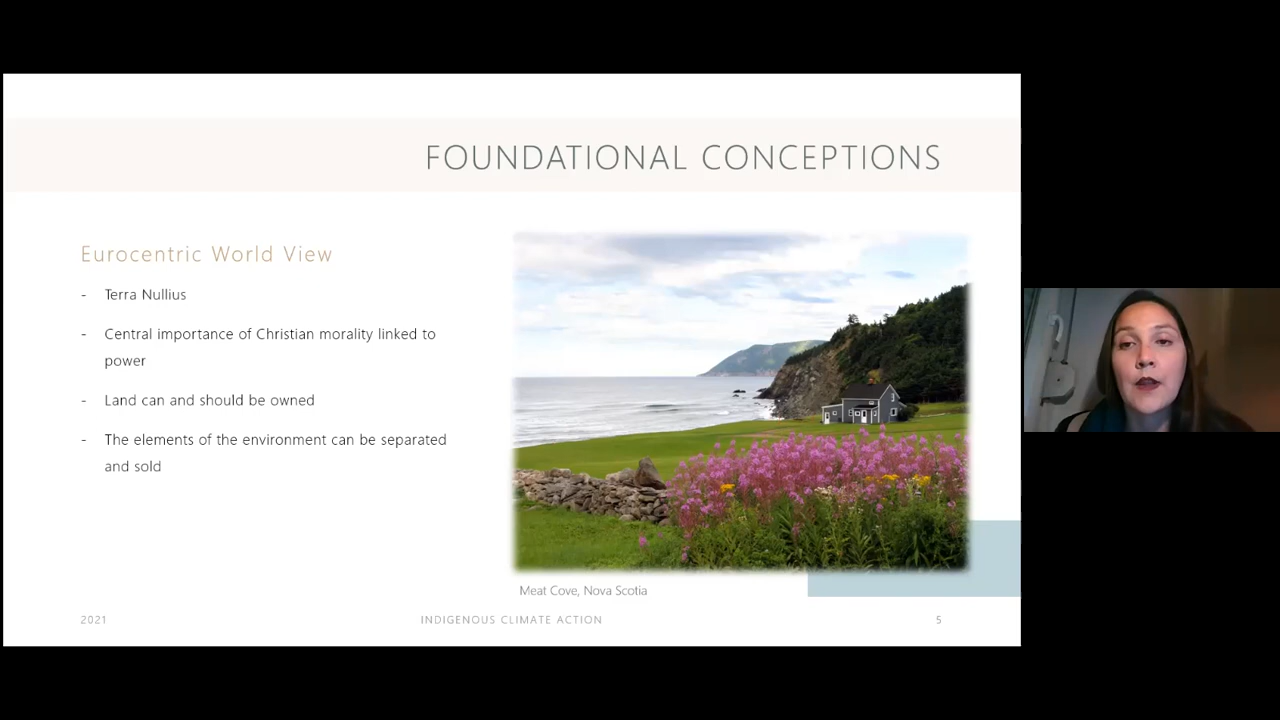 FOUNDATIONAL CONCEPTIONS
Eurocentric World View
- Terra Nullius
- Central importance of Christian morality linked to
power
- Land can and should be owned
- The elements of the environment can be separated
and sold
Meat Cove, Nova Scotia
2021
INDIGENOUS CLIMATE ACTION
5